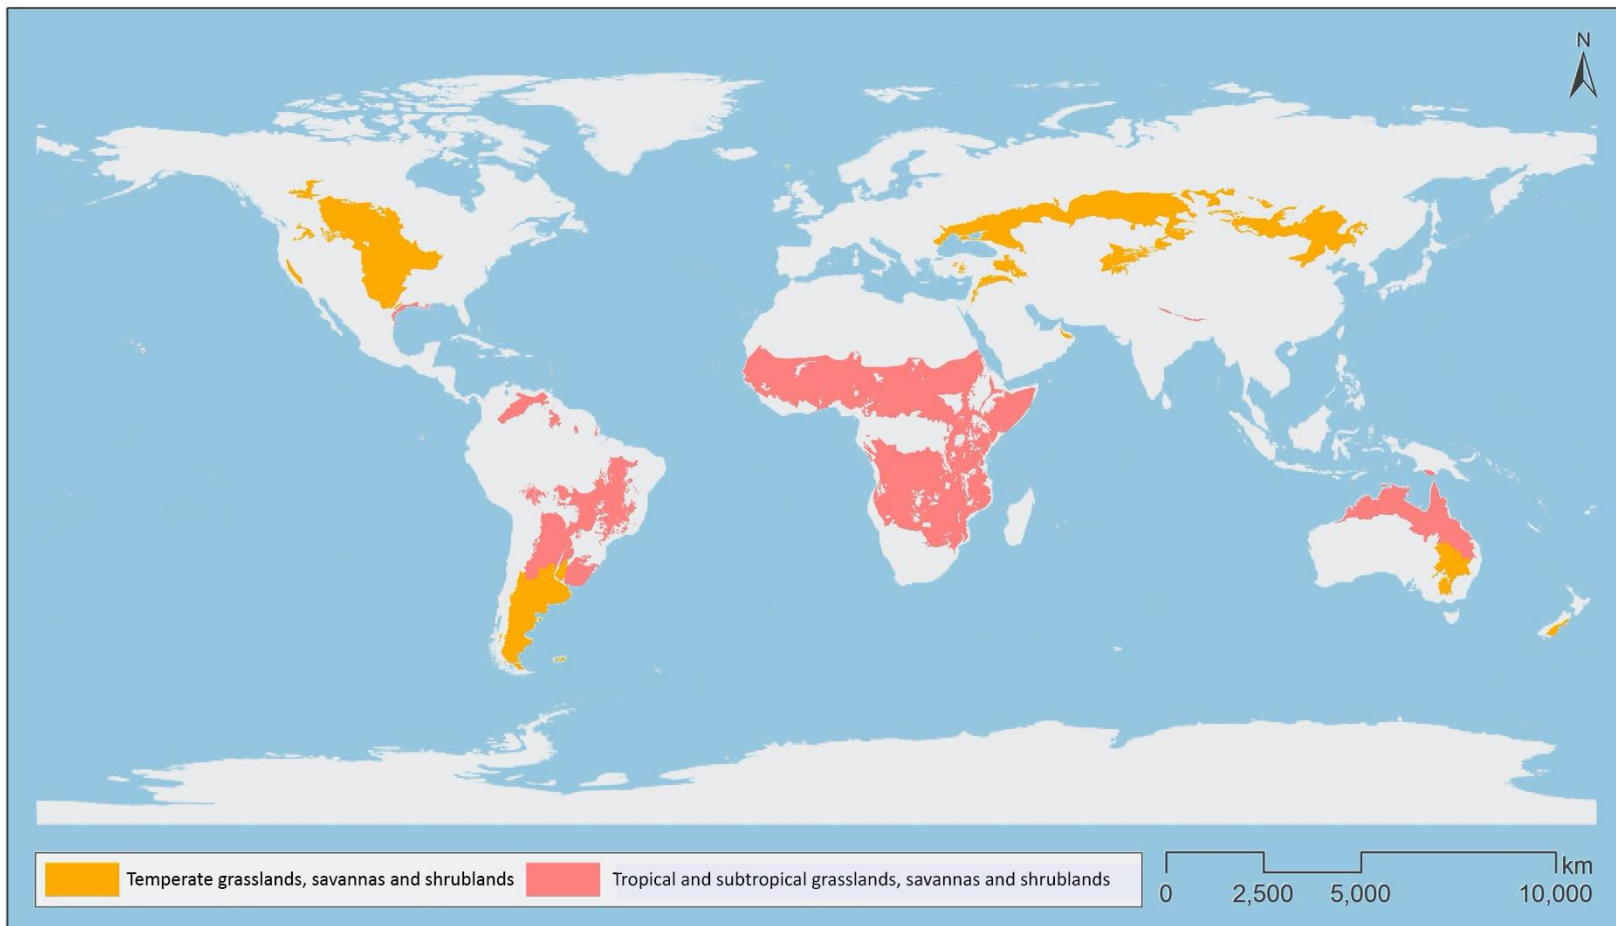 N
Temperate grasslands, savannas and shrublands
Tropical and subtropical grasslands, savannas and shrublands
km
0 2,500 5,000 10,000